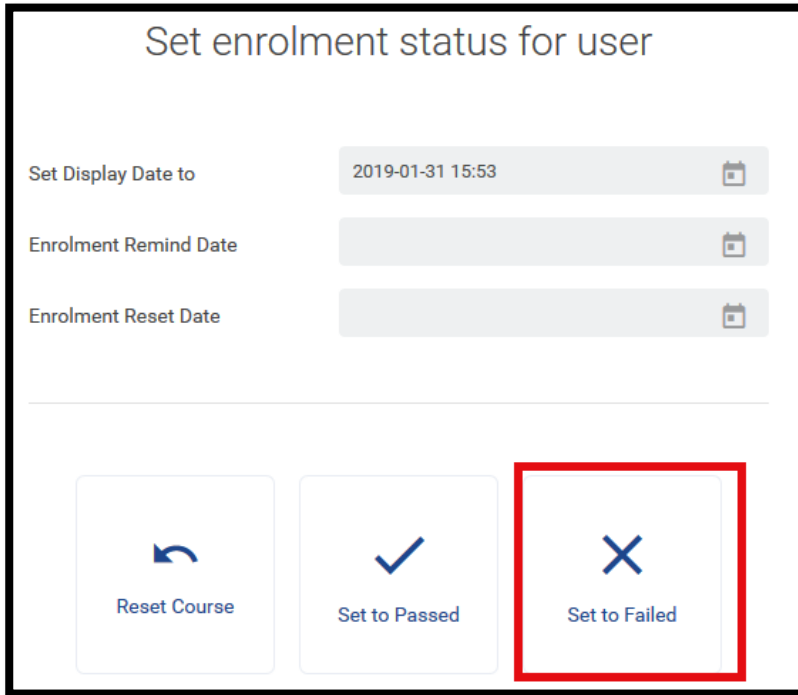 Set enrolment status for user
Set Display Date to 2019-01-31 15:53
Enrolment Remind Date
Enrolment Reset Date
Reset Course Set to Passed Set to Failed